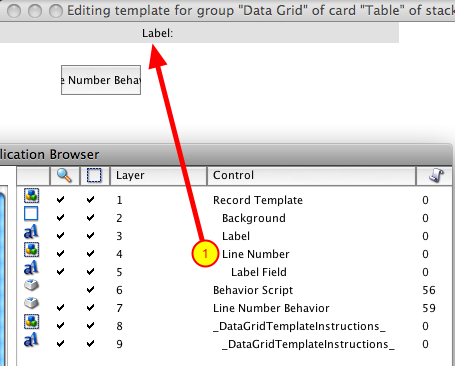 Editing template for group "Data Grid" of card "Table" of stack
Label:
e Number Behav
lication Browser
Layer Control
1 Record Template 0
2 Background 0
3 Label 0
4 Line Number 0
1
5 Label Field 0
6 Behavior Script 56
7 Line Number Behavior 59
8 _DataGridTemplateInstructions_ 0
9 _DataGridTemplateInstructions_ 0